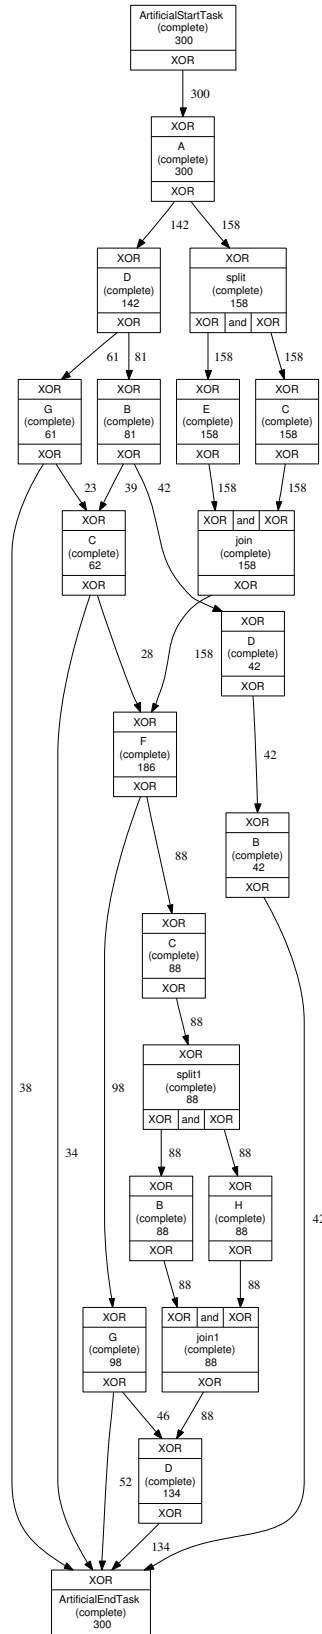 ArtificialStartTask
(complete)
300
XOR
300
XOR
A
(complete)
300
XOR
142
158
XOR
D
(complete)
142
XOR
XOR
split
(complete)
158
XOR and XOR
61
81
158
158
XOR
G
(complete)
61
XOR
XOR
B
(complete)
81
XOR
XOR
E
(complete)
158
XOR
XOR
C
(complete)
158
XOR
23
39
42
158
158
XOR
C
(complete)
62
XOR
XOR and XOR
join
(complete)
158
XOR
28
158
XOR
D
(complete)
42
XOR
XOR
F
(complete)
186
XOR
42
XOR
B
(complete)
42
XOR
88
XOR
C
(complete)
88
XOR
88
XOR
split1
(complete)
88
XOR and XOR
38
34
98
88
88
XOR
B
(complete)
88
XOR
XOR
H
(complete)
88
XOR
42
88
88
XOR
G
(complete)
98
XOR
XOR and XOR
join1
(complete)
88
XOR
46
88
52
XOR
D
(complete)
134
XOR
134
XOR
ArtificialEndTask
(complete)
300